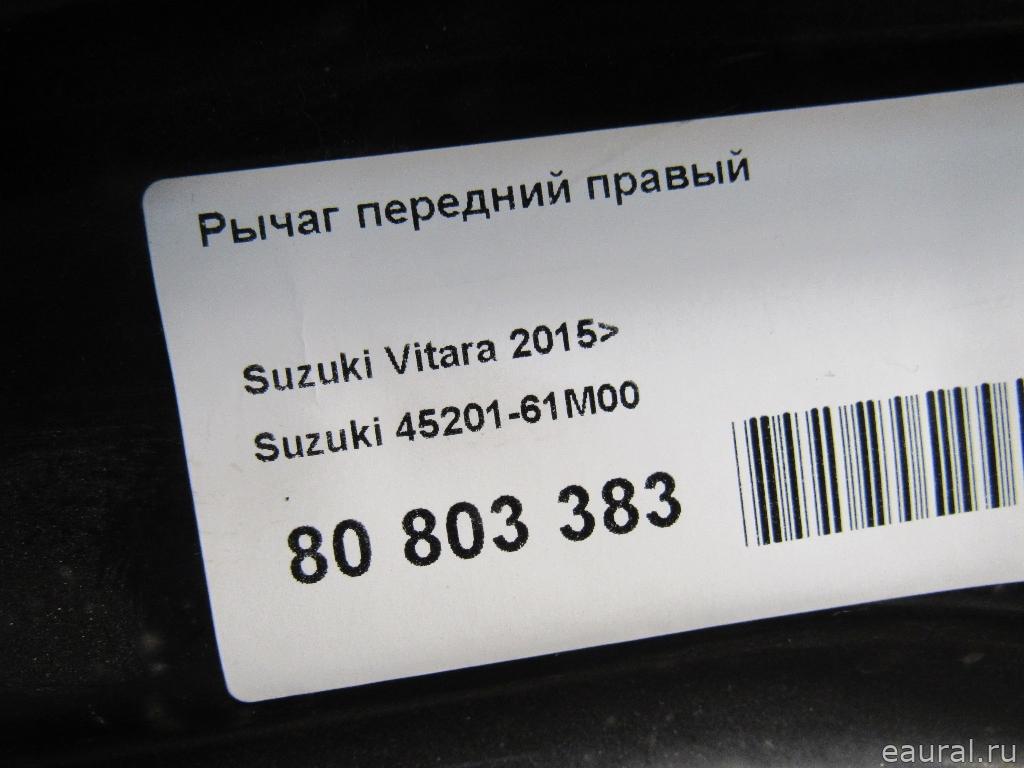 Рычаг передний правый
Suzuki Vitara 2015>
Suzuki 45201-61M00
80 803 383
eaural.ru